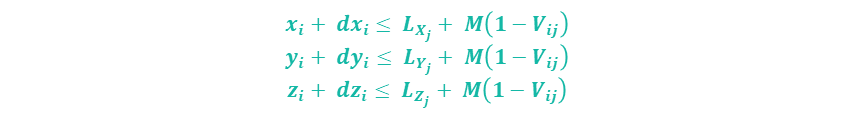 xᵢ + dxᵢ ≤ L_{X_j} + M(1 − V_{ij})
yᵢ + dyᵢ ≤ L_{Y_j} + M(1 − V_{ij})
zᵢ + dzᵢ ≤ L_{Z_j} + M(1 − V_{ij})